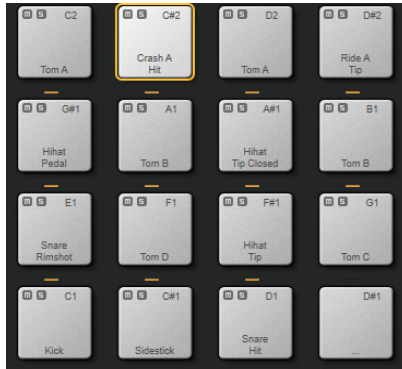 m s C2
Tom A
m s C#2
Crash A
Hit
m s D2
Tom A
m s D#2
Ride A
Tip
m s G#1
Hihat
Pedal
m s A1
Tom B
m s A#1
Hihat
Tip Closed
m s B1
Tom B
m s E1
Snare
Rimshot
m s F1
Tom D
m s F#1
Hihat
Tip
m s G1
Tom C
m s C1
Kick
m s C#1
Sidestick
m s D1
Snare
Hit
D#1
...